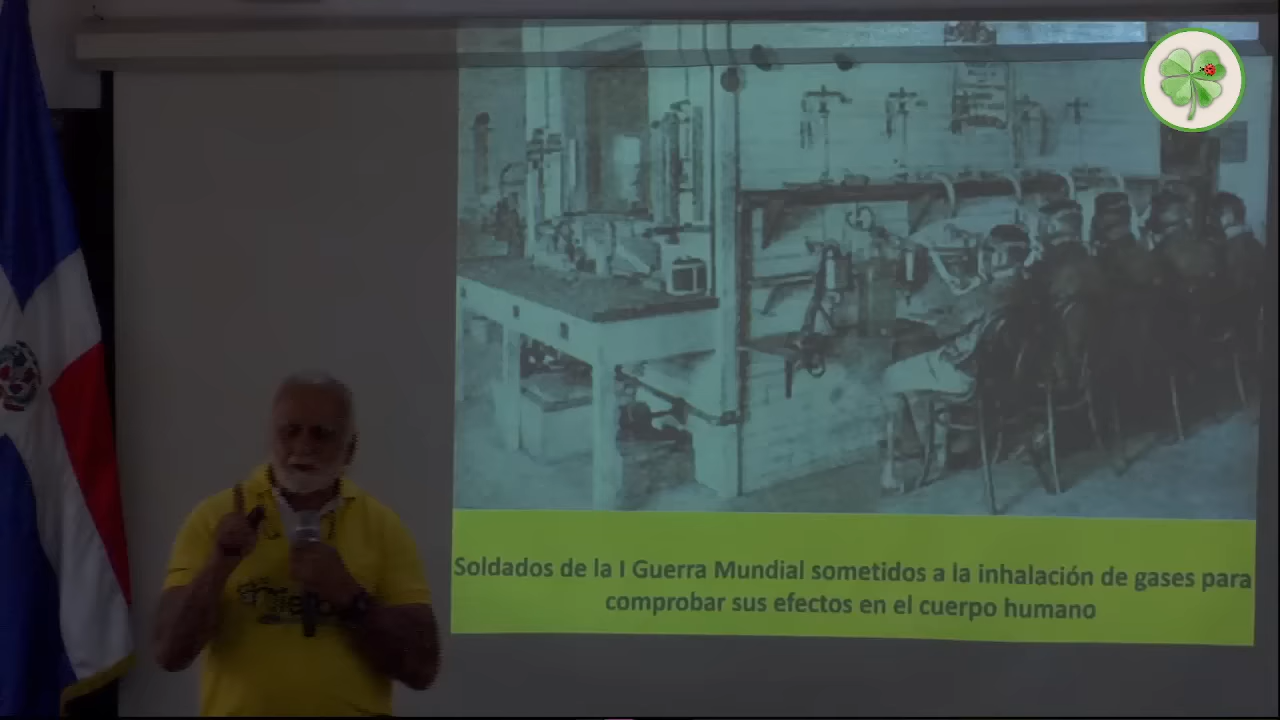 Soldados de la I Guerra Mundial sometidos a la inhalación de gases para
comprobar sus efectos en el cuerpo humano